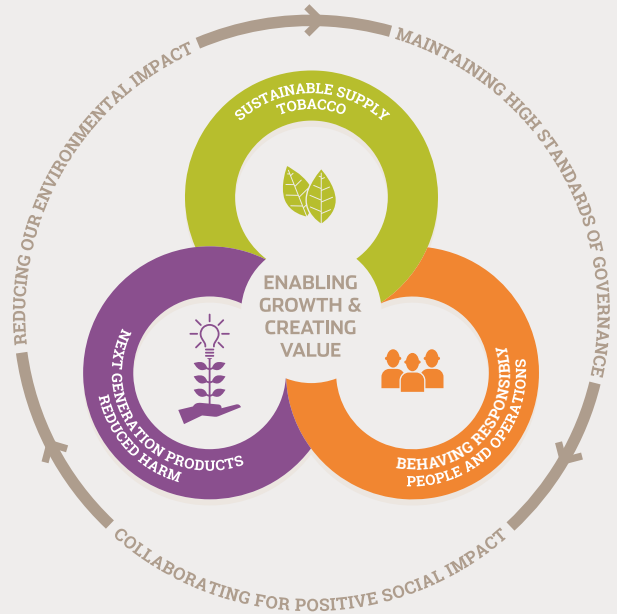 REDUCING OUR ENVIRONMENTAL IMPACT
MAINTAINING HIGH STANDARDS OF GOVERNANCE
SUSTAINABLE SUPPLY
TOBACCO
ENABLING
GROWTH &
CREATING
VALUE
NEXT GENERATION PRODUCTS
REDUCED HARM
BEHAVING RESPONSIBLY
PEOPLE AND OPERATIONS
COLLABORATING FOR POSITIVE SOCIAL IMPACT